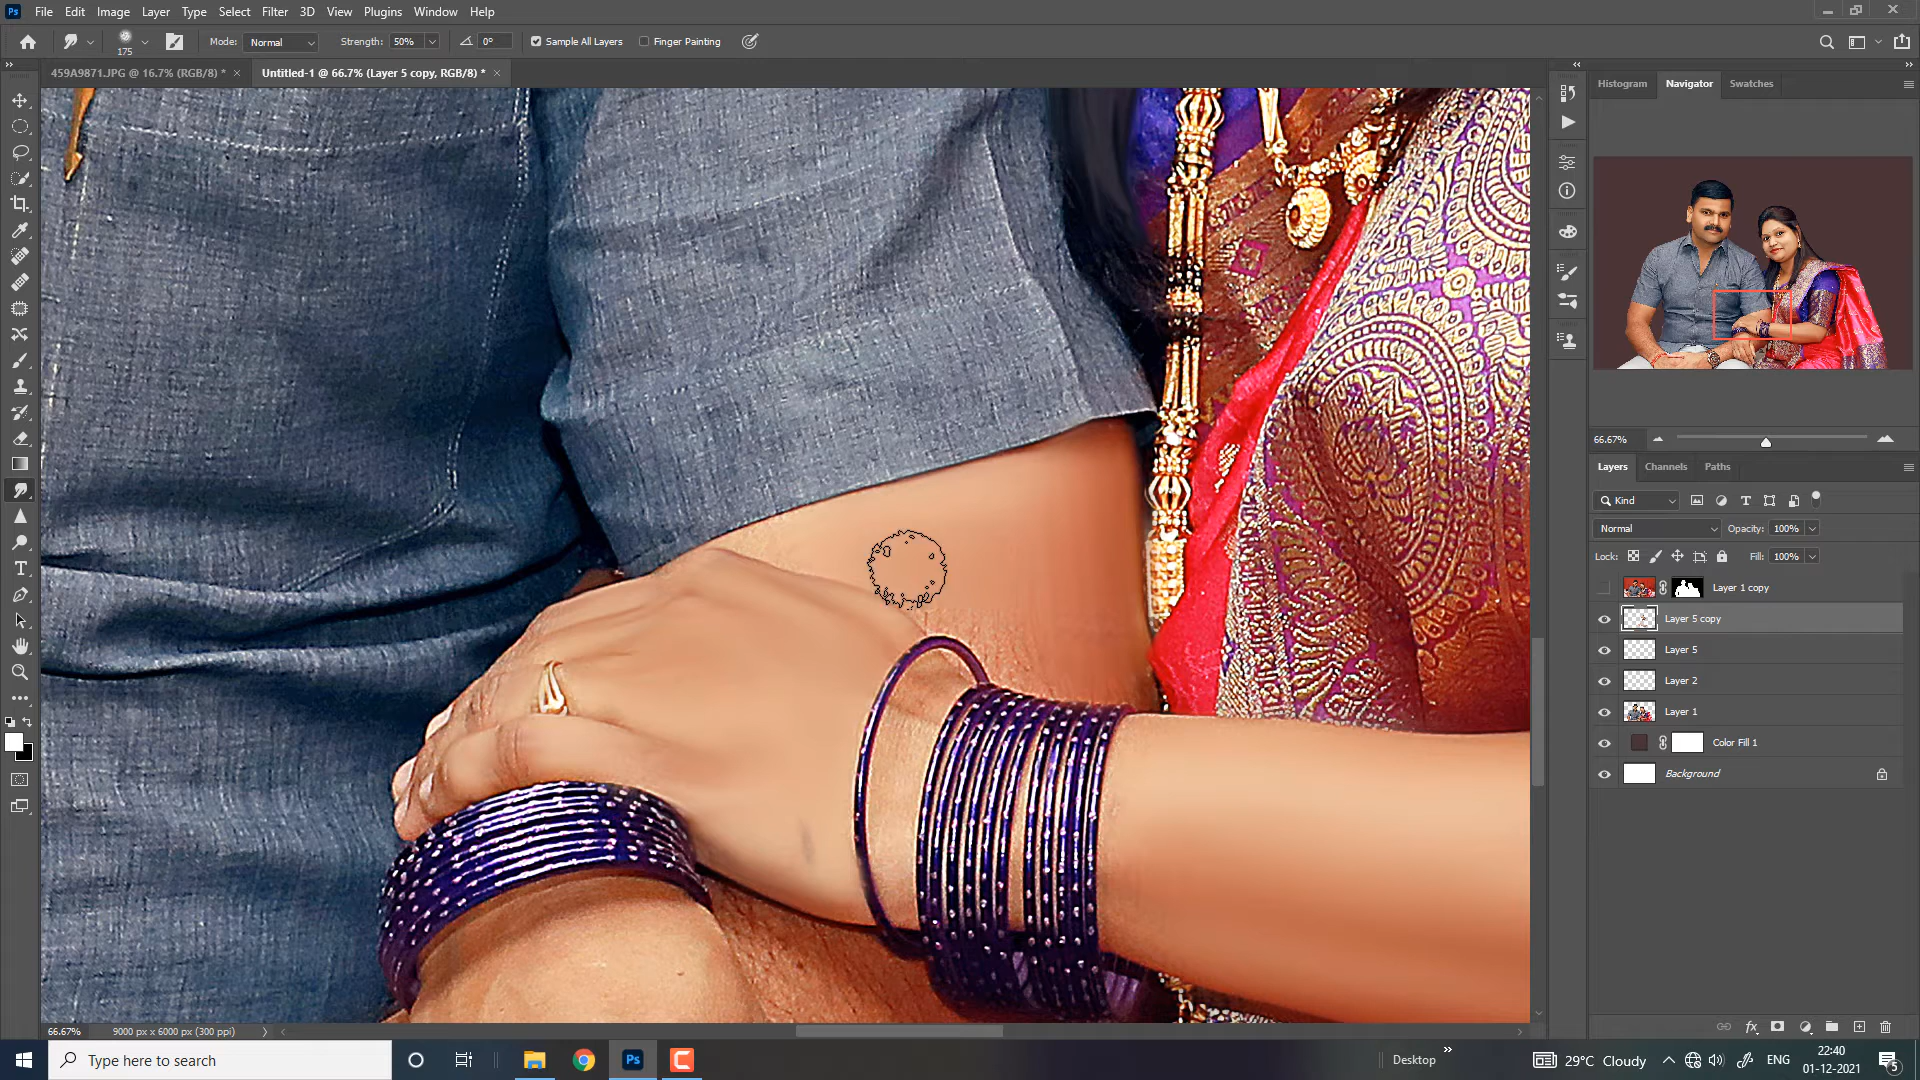 Ps File Edit Image Layer Type Select Filter 3D View Plugins Window Help
175 Mode: Normal Strength: 50% 0° Sample All Layers Finger Painting
459A9871.JPG @ 16.7% (RGB/8) * × Untitled-1 @ 66.7% (Layer 5 copy, RGB/8) * ×
Histogram Navigator Swatches
66.67%
Layers Channels Paths
Kind
Normal Opacity: 100%
Lock: Fill: 100%
Layer 1 copy
Layer 5 copy
Layer 5
Layer 2
Layer 1
Color Fill 1
Background
66.67% 9000 px x 6000 px (300 ppi)
Type here to search
Ps
Desktop
29°C Cloudy
ENG
22:40
01-12-2021
5